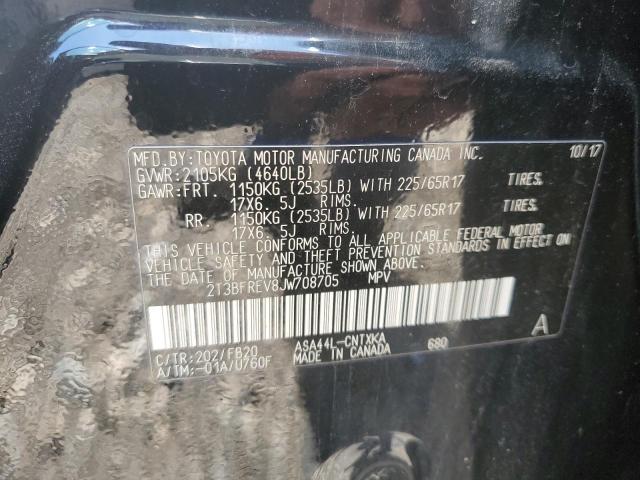 MFD.BY:TOYOTA MOTOR MANUFACTURING CANADA INC. 10/17
GVWR:2105KG (4640LB)
GAWR:FRT. 1150KG (2535LB) WITH 225/65R17 TIRES.
17X6. 5J RIMS.
RR. 1150KG (2535LB) WITH 225/65R17 TIRES.
17X6. 5J RIMS.
THIS VEHICLE CONFORMS TO ALL APPLICABLE FEDERAL MOTOR
VEHICLE SAFETY AND THEFT PREVENTION STANDARDS IN EFFECT ON
THE DATE OF MANUFACTURE SHOWN ABOVE.
2T3BFREV8JW708705 MPV
C/TR:202/FB20 ASA44L-CNTXKA 680 A
A/TM:-01A/U760F MADE IN CANADA